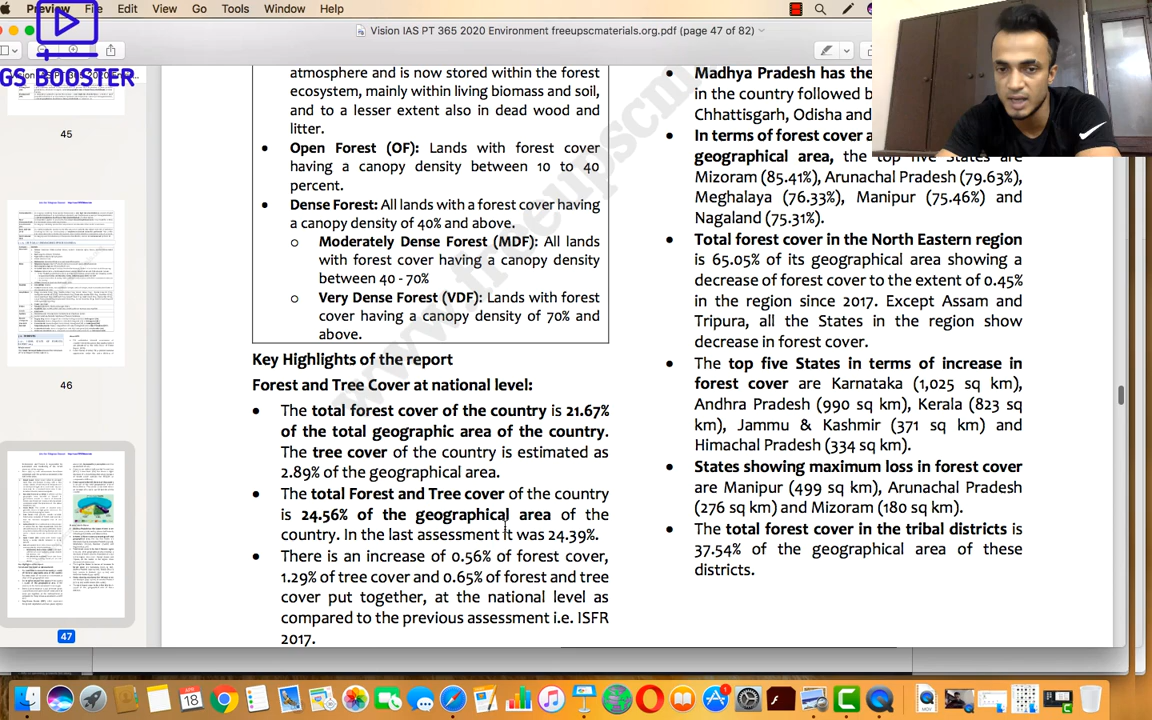 Preview File Edit View Go Tools Window Help
Vision IAS PT 365 2020 Environment freeupscmaterials.org.pdf (page 47 of 82)
GS BOOSTER
45
46
47
atmosphere and is now stored within the forest
ecosystem, mainly within living biomass and soil,
and to a lesser extent also in dead wood and
litter.
• Open Forest (OF): Lands with forest cover
having a canopy density between 10 to 40
percent.
• Dense Forest: All lands with a forest cover having
a canopy density of 40% and above.
○ Moderately Dense Forest (MDF): All lands
with forest cover having a canopy density
between 40 - 70%
○ Very Dense Forest (VDF): Lands with forest
cover having a canopy density of 70% and
above.
Key Highlights of the report
Forest and Tree Cover at national level:
• The total forest cover of the country is 21.67%
of the total geographic area of the country.
The tree cover of the country is estimated as
2.89% of the geographical area.
• The total Forest and Tree cover of the country
is 24.56% of the geographical area of the
country. In the last assessment it was 24.39%.
• There is an increase of 0.56% of forest cover,
1.29% of tree cover and 0.65% of forest and tree
cover put together, at the national level as
compared to the previous assessment i.e. ISFR
2017.
• Madhya Pradesh has the
in the country followed b
Chhattisgarh, Odisha and
• In terms of forest cover a
geographical area, the top five States are
Mizoram (85.41%), Arunachal Pradesh (79.63%),
Meghalaya (76.33%), Manipur (75.46%) and
Nagaland (75.31%).
• Total forest cover in the North Eastern region
is 65.05% of its geographical area showing a
decrease of forest cover to the extent of 0.45%
in the region since 2017. Except Assam and
Tripura, all the States in the region show
decrease in forest cover.
• The top five States in terms of increase in
forest cover are Karnataka (1,025 sq km),
Andhra Pradesh (990 sq km), Kerala (823 sq
km), Jammu & Kashmir (371 sq km) and
Himachal Pradesh (334 sq km).
• States showing maximum loss in forest cover
are Manipur (499 sq km), Arunachal Pradesh
(276 sq km) and Mizoram (180 sq km).
• The total forest cover in the tribal districts is
37.54% of the geographical area of these
districts.
APR
18